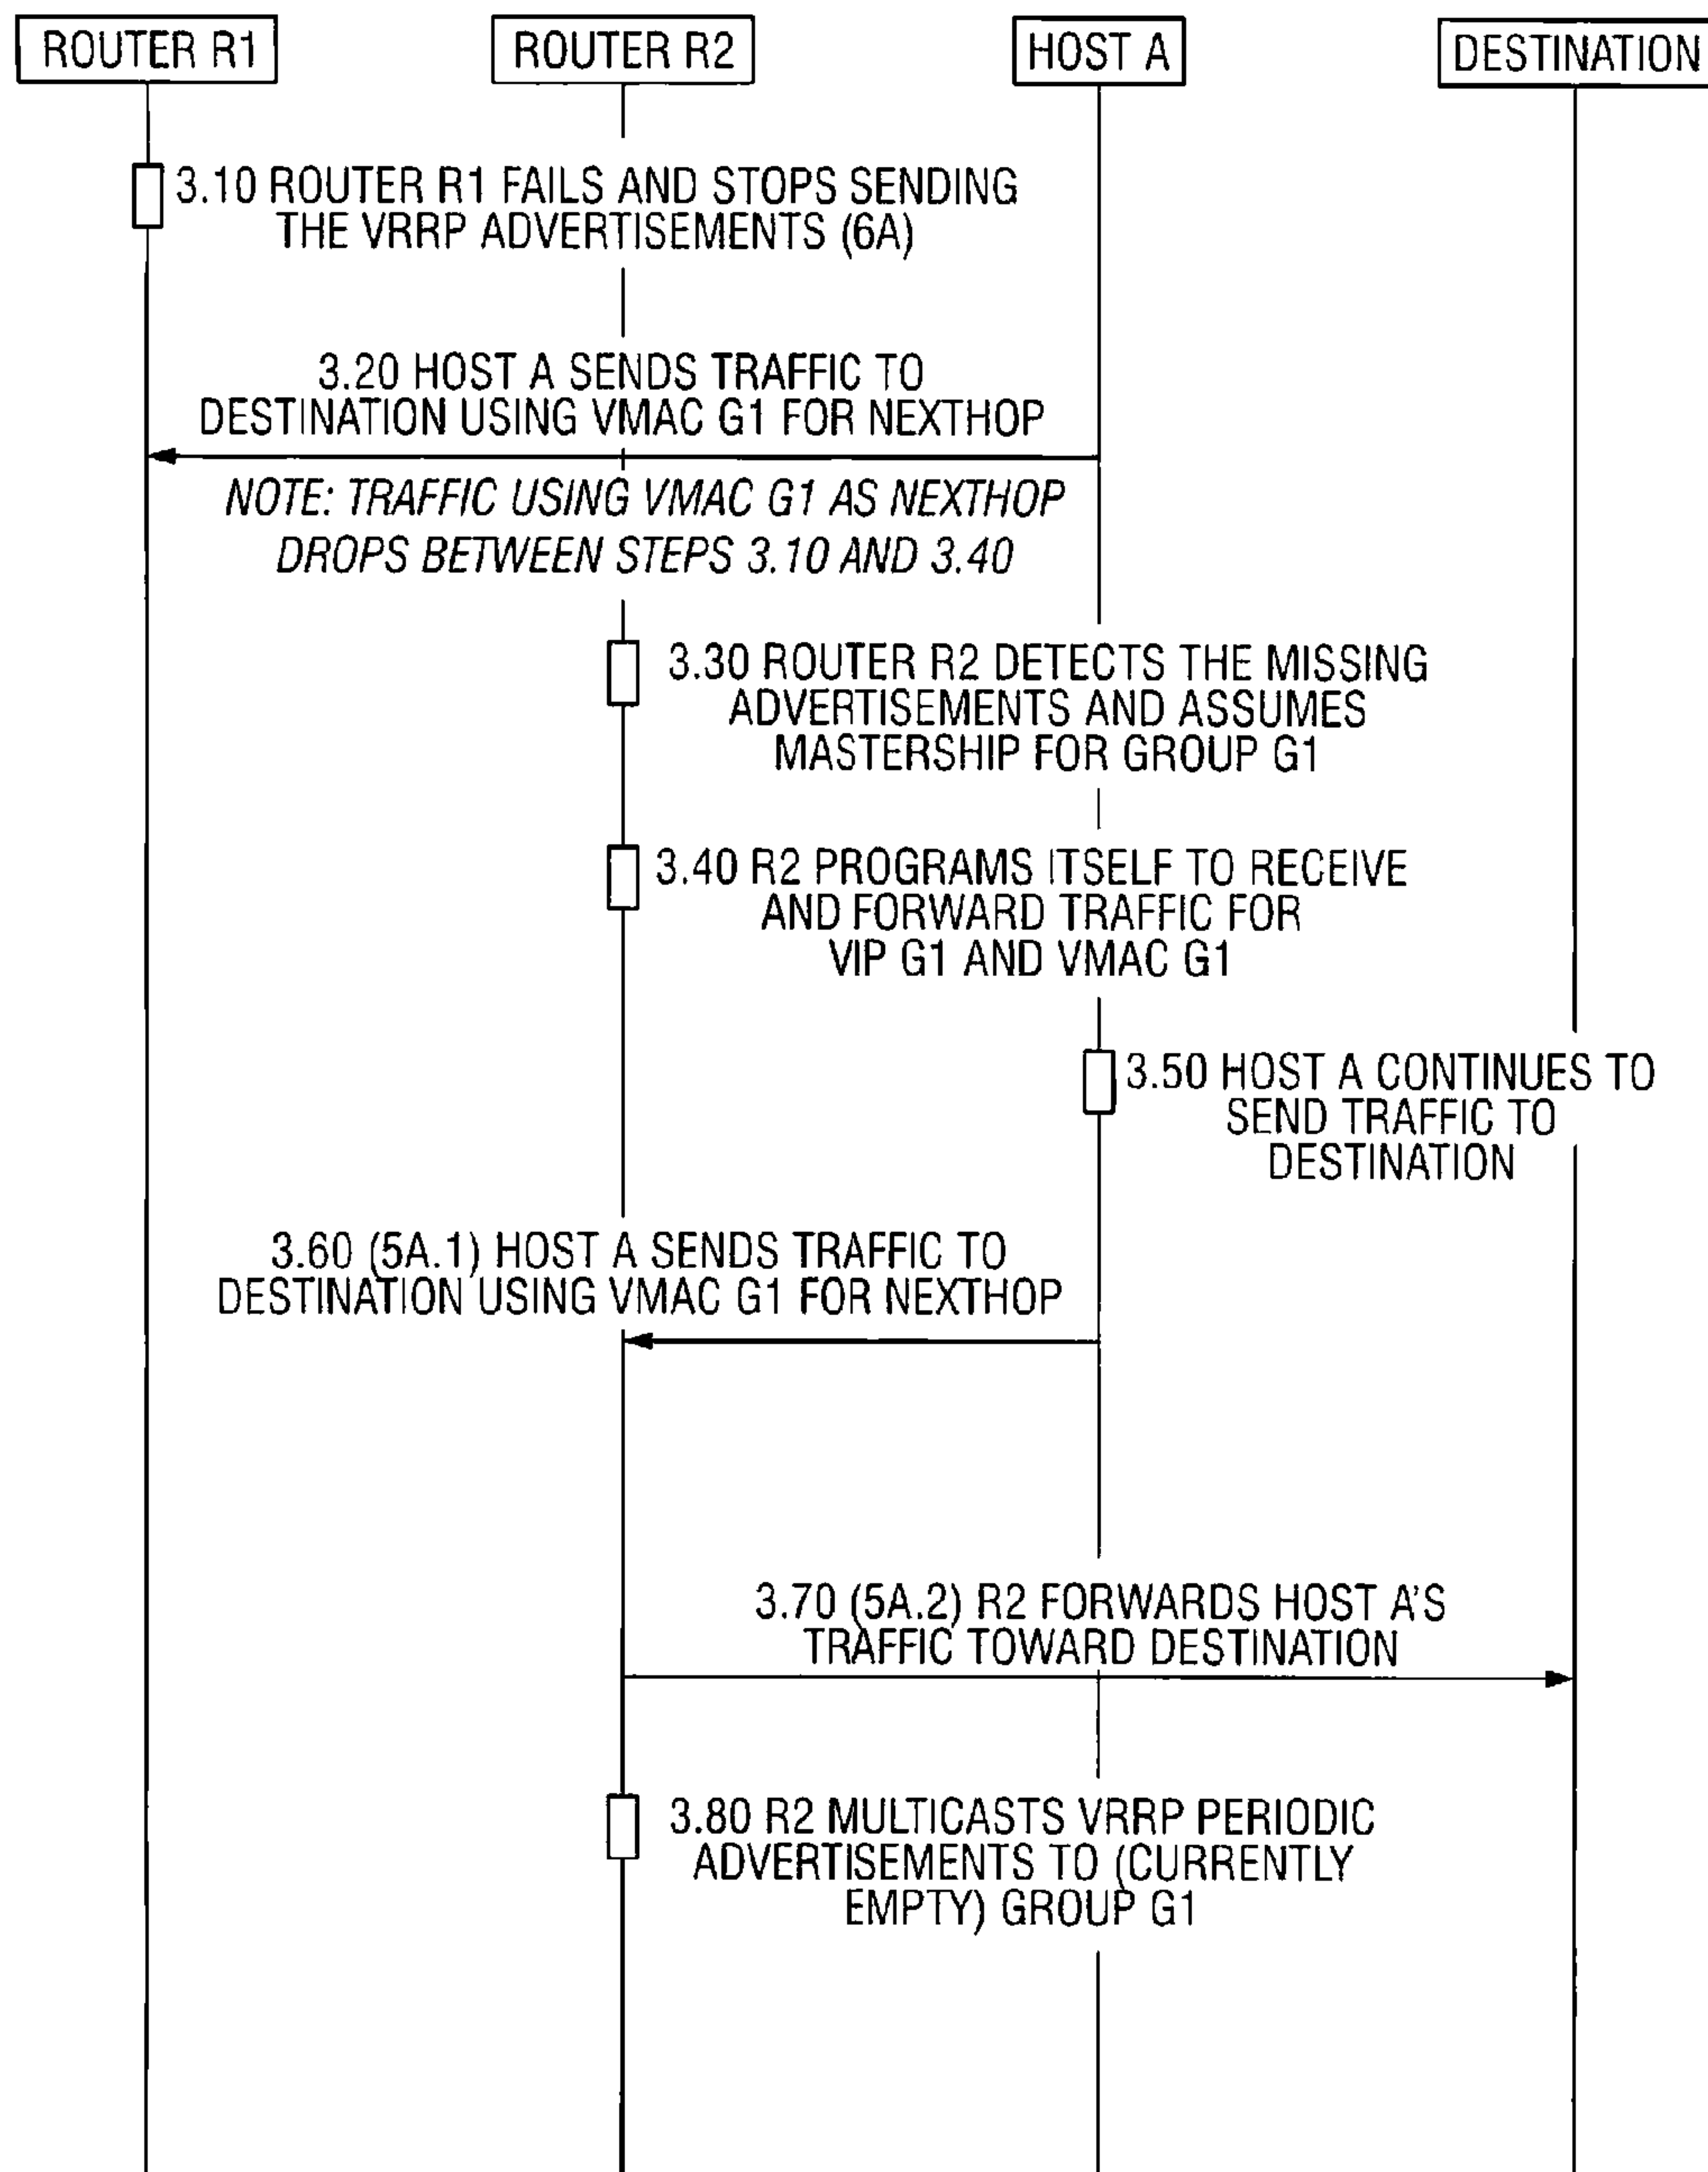 ROUTER R1
ROUTER R2
HOST A
DESTINATION
3.10 ROUTER R1 FAILS AND STOPS SENDING
THE VRRP ADVERTISEMENTS (6A)
3.20 HOST A SENDS TRAFFIC TO
DESTINATION USING VMAC G1 FOR NEXTHOP
NOTE: TRAFFIC USING VMAC G1 AS NEXTHOP
DROPS BETWEEN STEPS 3.10 AND 3.40
3.30 ROUTER R2 DETECTS THE MISSING
ADVERTISEMENTS AND ASSUMES
MASTERSHIP FOR GROUP G1
3.40 R2 PROGRAMS ITSELF TO RECEIVE
AND FORWARD TRAFFIC FOR
VIP G1 AND VMAC G1
3.50 HOST A CONTINUES TO
SEND TRAFFIC TO
DESTINATION
3.60 (5A.1) HOST A SENDS TRAFFIC TO
DESTINATION USING VMAC G1 FOR NEXTHOP
3.70 (5A.2) R2 FORWARDS HOST A'S
TRAFFIC TOWARD DESTINATION
3.80 R2 MULTICASTS VRRP PERIODIC
ADVERTISEMENTS TO (CURRENTLY
EMPTY) GROUP G1